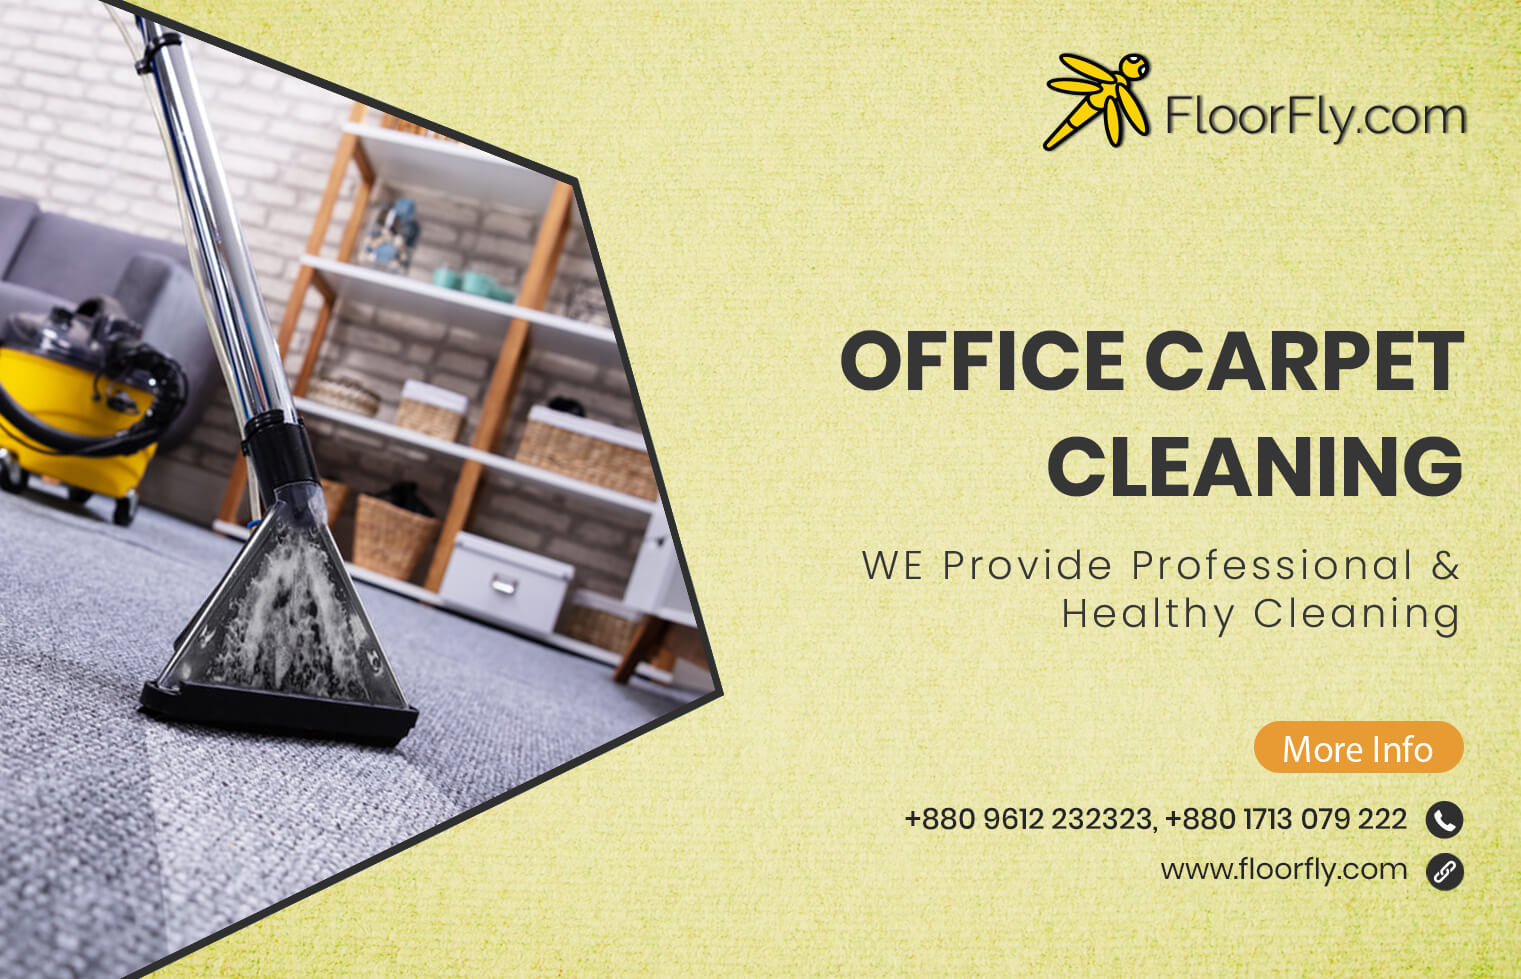 FloorFly.com
OFFICE CARPET
CLEANING
WE Provide Professional &
Healthy Cleaning
More Info
+880 9612 232323, +880 1713 079 222
www.floorfly.com